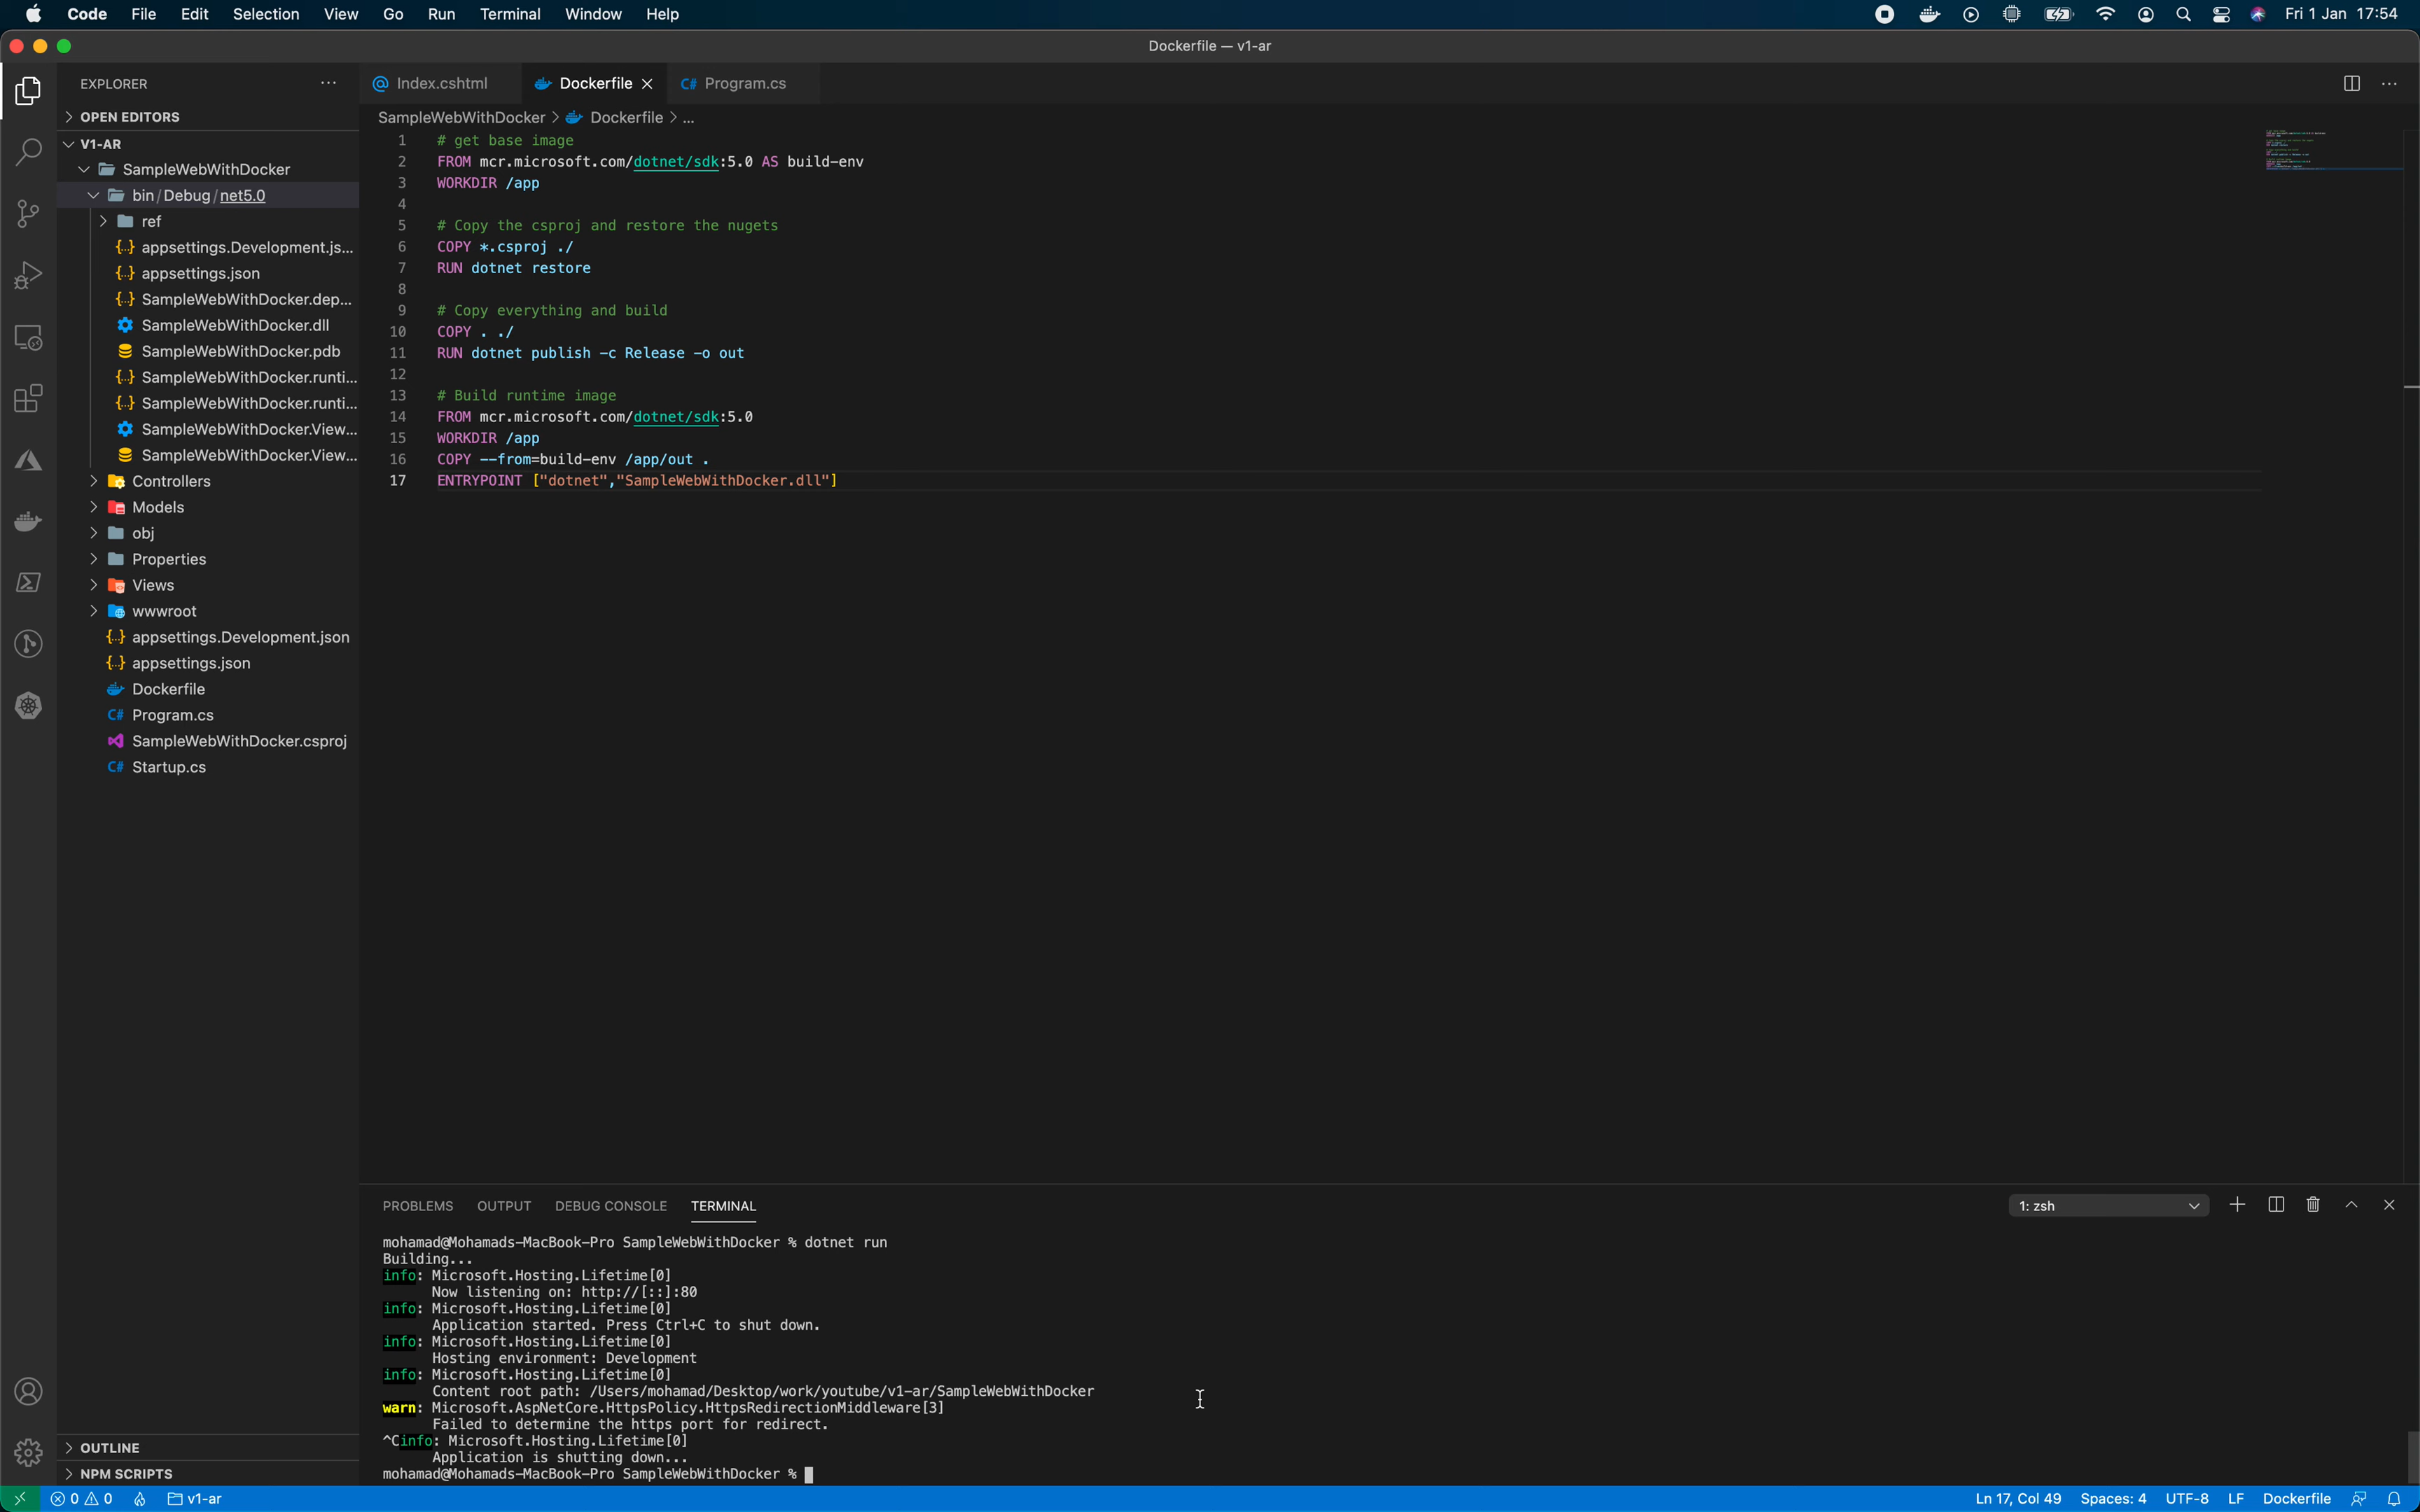 Code File Edit Selection View Go Run Terminal Window Help
Fri 1 Jan 17:54
Dockerfile — v1-ar
EXPLORER
OPEN EDITORS
V1-AR
SampleWebWithDocker
bin/Debug/net5.0
ref
{..} appsettings.Development.js...
{..} appsettings.json
{..} SampleWebWithDocker.dep...
SampleWebWithDocker.dll
SampleWebWithDocker.pdb
{..} SampleWebWithDocker.runti...
{..} SampleWebWithDocker.runti...
SampleWebWithDocker.View...
SampleWebWithDocker.View...
Controllers
Models
obj
Properties
Views
wwwroot
{..} appsettings.Development.json
{..} appsettings.json
Dockerfile
C# Program.cs
SampleWebWithDocker.csproj
C# Startup.cs
OUTLINE
NPM SCRIPTS
@ Index.cshtml
Dockerfile
C# Program.cs
SampleWebWithDocker > Dockerfile > ...
1 # get base image
2 FROM mcr.microsoft.com/dotnet/sdk:5.0 AS build-env
3 WORKDIR /app
4
5 # Copy the csproj and restore the nugets
6 COPY *.csproj ./
7 RUN dotnet restore
8
9 # Copy everything and build
10 COPY . ./
11 RUN dotnet publish -c Release -o out
12
13 # Build runtime image
14 FROM mcr.microsoft.com/dotnet/sdk:5.0
15 WORKDIR /app
16 COPY --from=build-env /app/out .
17 ENTRYPOINT ["dotnet","SampleWebWithDocker.dll"]
PROBLEMS OUTPUT DEBUG CONSOLE TERMINAL
1: zsh
mohamad@Mohamads-MacBook-Pro SampleWebWithDocker % dotnet run
Building...
info: Microsoft.Hosting.Lifetime[0]
Now listening on: http://[::]:80
info: Microsoft.Hosting.Lifetime[0]
Application started. Press Ctrl+C to shut down.
info: Microsoft.Hosting.Lifetime[0]
Hosting environment: Development
info: Microsoft.Hosting.Lifetime[0]
Content root path: /Users/mohamad/Desktop/work/youtube/v1-ar/SampleWebWithDocker
warn: Microsoft.AspNetCore.HttpsPolicy.HttpsRedirectionMiddleware[3]
Failed to determine the https port for redirect.
^Cinfo: Microsoft.Hosting.Lifetime[0]
Application is shutting down...
mohamad@Mohamads-MacBook-Pro SampleWebWithDocker %
0 0 v1-ar
Ln 17, Col 49 Spaces: 4 UTF-8 LF Dockerfile